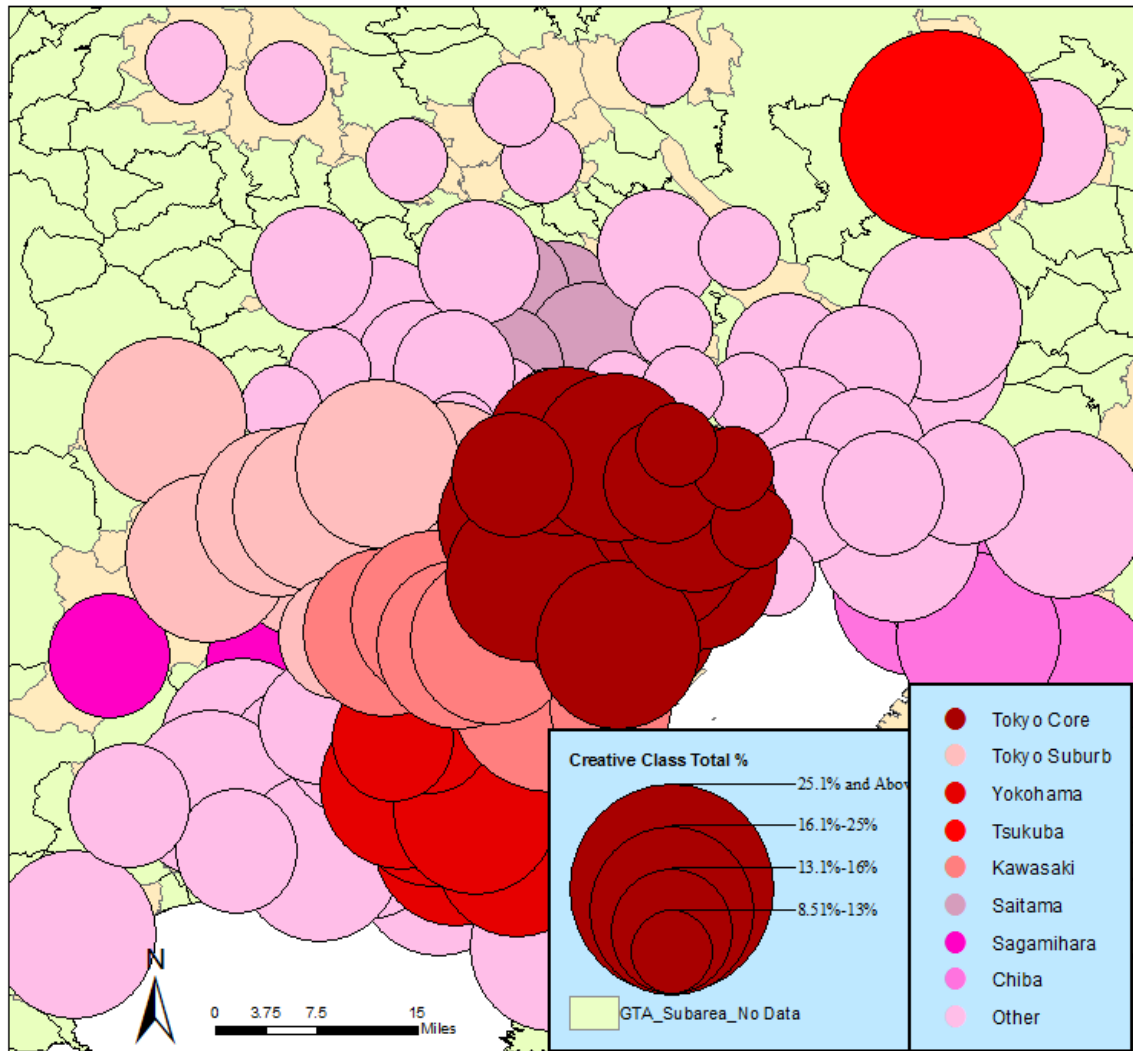 N
0 3.75 7.5 15
Miles
Creative Class Total %
25.1% and Abov
16.1%-25%
13.1%-16%
8.51%-13%
GTA_Subarea_No Data
Tokyo Core
Tokyo Suburb
Yokohama
Tsukuba
Kawasaki
Saitama
Sagamihara
Chiba
Other